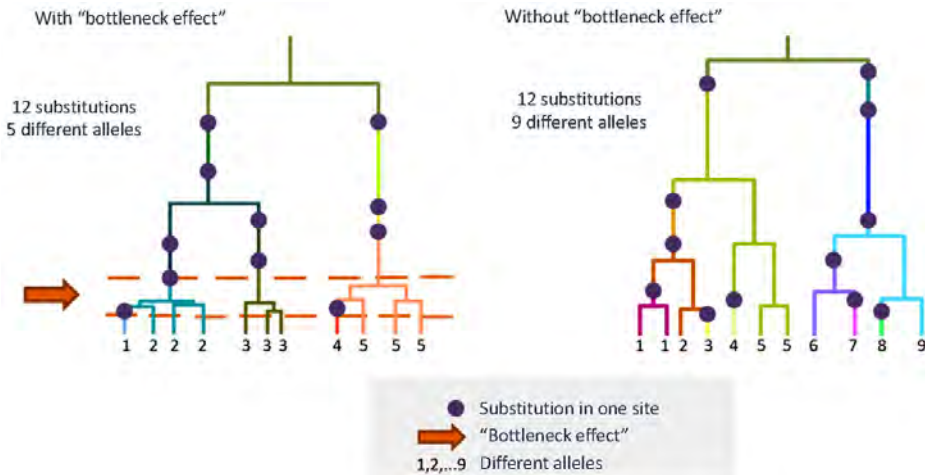 With "bottleneck effect"
Without "bottleneck effect"
12 substitutions
5 different alleles
12 substitutions
9 different alleles
1 2 2 2 3 3 3 4 5 5 5
1 1 2 3 4 5 5 6 7 8 9
Substitution in one site
"Bottleneck effect"
1,2,...9 Different alleles